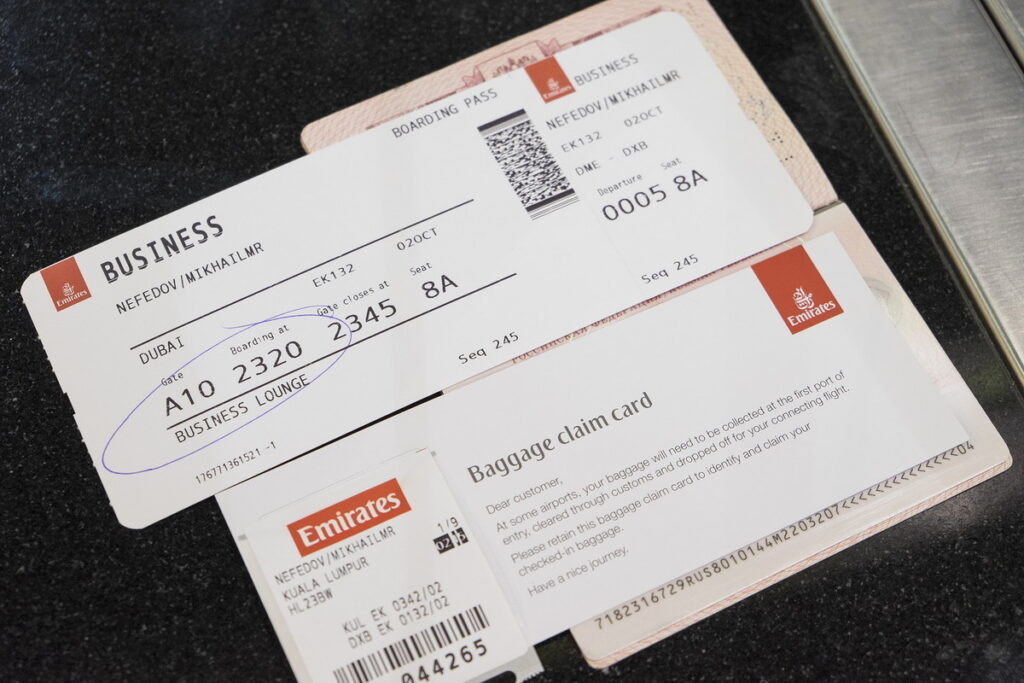 BOARDING PASS
Emirates
BUSINESS
NEFEDOV/MIKHAILMR
EK132 02OCT
DME - DXB
Departure Seat
0005 8A
Seq 245
Emirates
BUSINESS
NEFEDOV/MIKHAILMR
EK132 02OCT
DUBAI
Gate Boarding at Gate closes at Seat
A10 2320 2345 8A
BUSINESS LOUNGE
Seq 245
176771361521 -1
Emirates
Baggage claim card
Dear customer,
At some airports, your baggage will need to be collected at the first port of
entry, cleared through customs and dropped off for your connecting flight.
Please retain this baggage claim card to identify and claim your
checked-in baggage.
Have a nice journey.
Emirates
NEFEDOV/MIKHAILMR 1/9
KUALA LUMPUR
HL23BW
KUL EK 0342/02
DXB EK 0132/02
044265
7182316729RUS8010144M2203207<<<<<<<<<<<<<<04